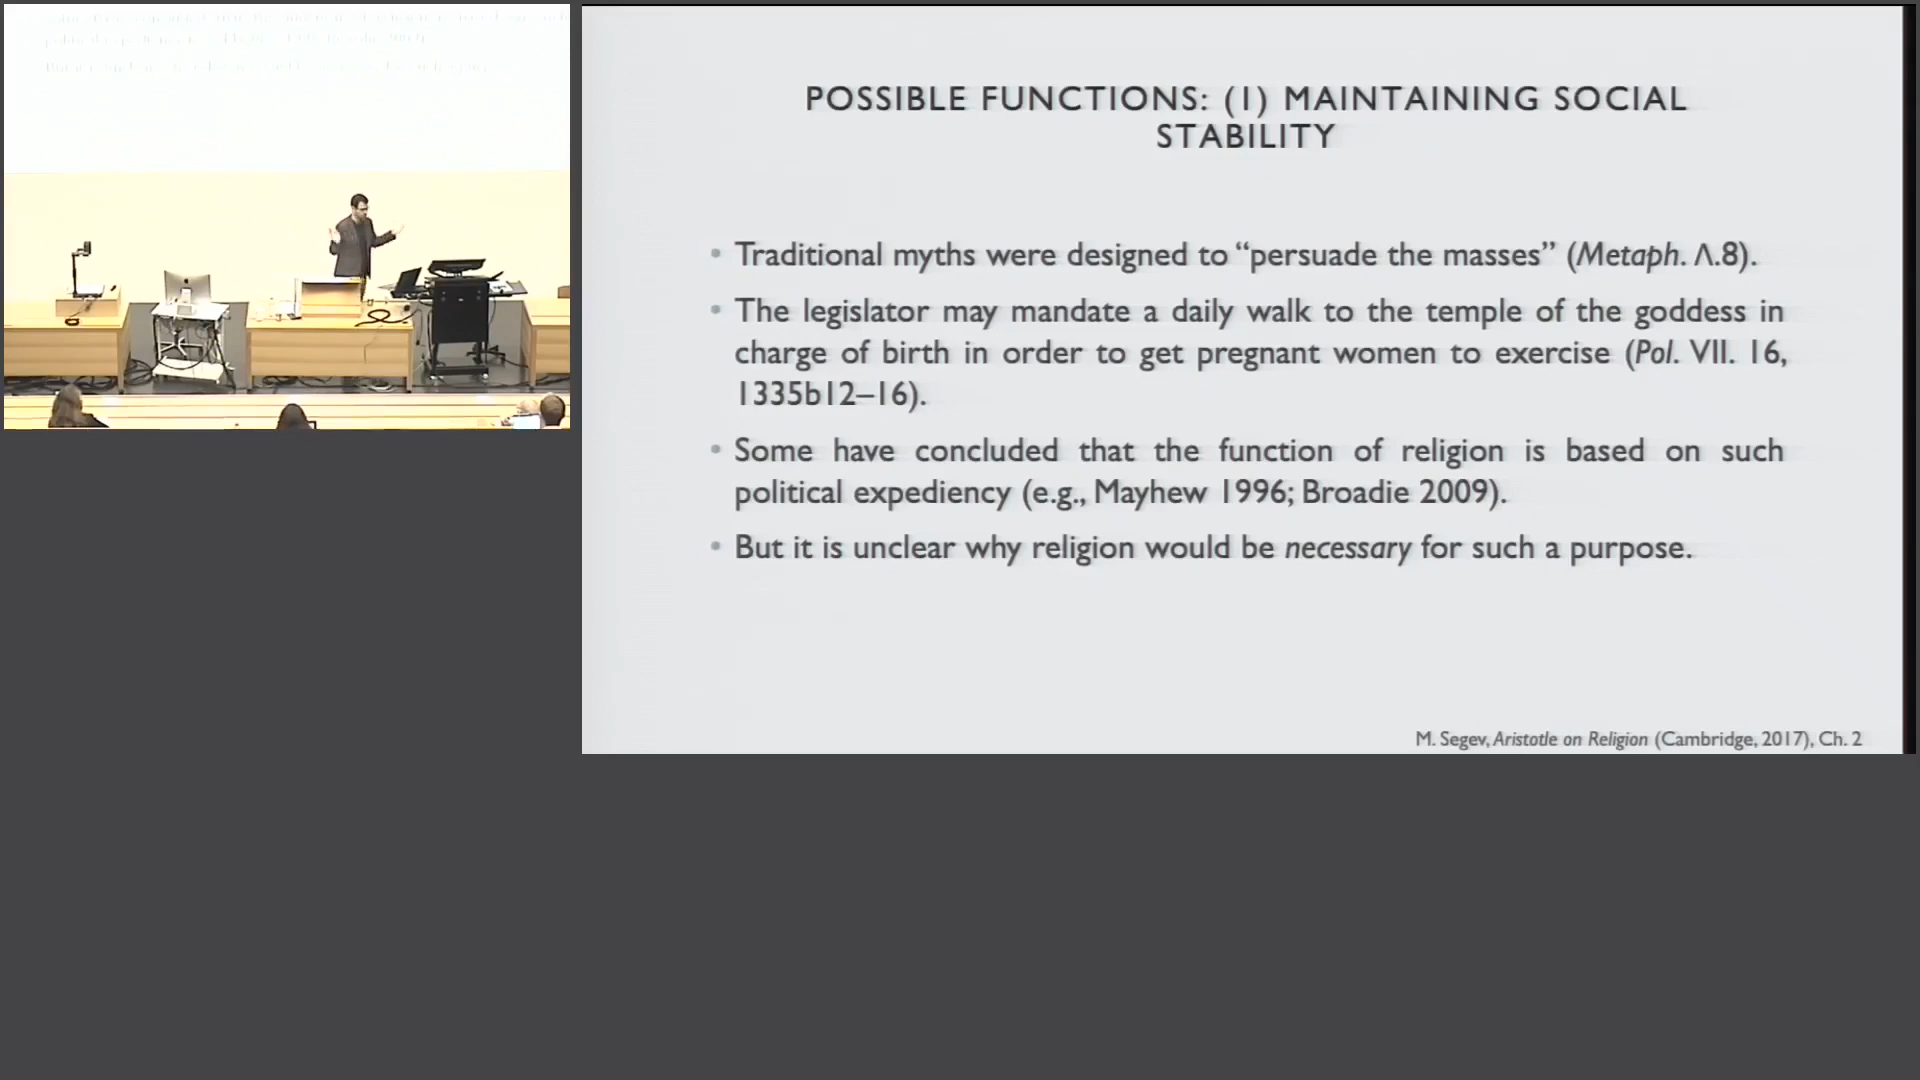 POSSIBLE FUNCTIONS: (1) MAINTAINING SOCIAL
STABILITY
• Traditional myths were designed to “persuade the masses” (Metaph. Λ.8).
• The legislator may mandate a daily walk to the temple of the goddess in
charge of birth in order to get pregnant women to exercise (Pol. VII. 16,
1335b12–16).
• Some have concluded that the function of religion is based on such
political expediency (e.g., Mayhew 1996; Broadie 2009).
• But it is unclear why religion would be necessary for such a purpose.
M. Segev, Aristotle on Religion (Cambridge, 2017), Ch. 2